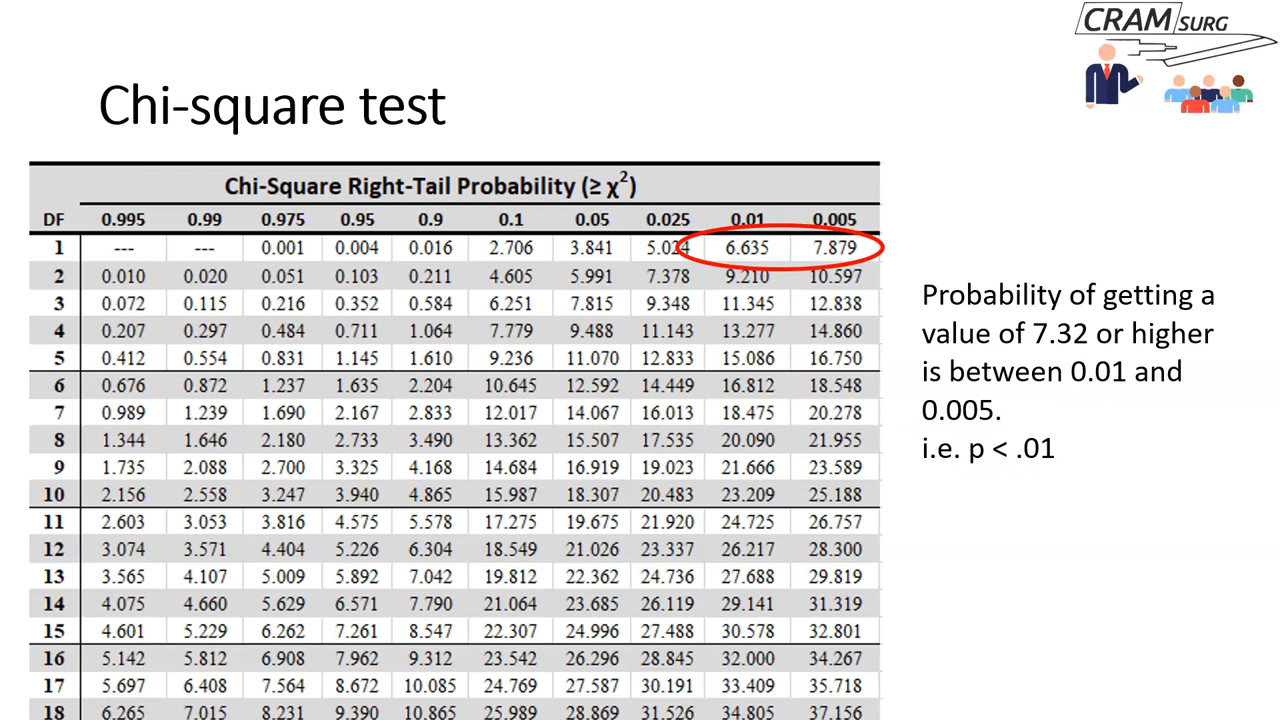 CRAM SURG
Chi-square test
Chi-Square Right-Tail Probability (≥ χ²)
DF 0.995 0.99 0.975 0.95 0.9 0.1 0.05 0.025 0.01 0.005
1 --- --- 0.001 0.004 0.016 2.706 3.841 5.024 6.635 7.879
2 0.010 0.020 0.051 0.103 0.211 4.605 5.991 7.378 9.210 10.597
3 0.072 0.115 0.216 0.352 0.584 6.251 7.815 9.348 11.345 12.838
4 0.207 0.297 0.484 0.711 1.064 7.779 9.488 11.143 13.277 14.860
5 0.412 0.554 0.831 1.145 1.610 9.236 11.070 12.833 15.086 16.750
6 0.676 0.872 1.237 1.635 2.204 10.645 12.592 14.449 16.812 18.548
7 0.989 1.239 1.690 2.167 2.833 12.017 14.067 16.013 18.475 20.278
8 1.344 1.646 2.180 2.733 3.490 13.362 15.507 17.535 20.090 21.955
9 1.735 2.088 2.700 3.325 4.168 14.684 16.919 19.023 21.666 23.589
10 2.156 2.558 3.247 3.940 4.865 15.987 18.307 20.483 23.209 25.188
11 2.603 3.053 3.816 4.575 5.578 17.275 19.675 21.920 24.725 26.757
12 3.074 3.571 4.404 5.226 6.304 18.549 21.026 23.337 26.217 28.300
13 3.565 4.107 5.009 5.892 7.042 19.812 22.362 24.736 27.688 29.819
14 4.075 4.660 5.629 6.571 7.790 21.064 23.685 26.119 29.141 31.319
15 4.601 5.229 6.262 7.261 8.547 22.307 24.996 27.488 30.578 32.801
16 5.142 5.812 6.908 7.962 9.312 23.542 26.296 28.845 32.000 34.267
17 5.697 6.408 7.564 8.672 10.085 24.769 27.587 30.191 33.409 35.718
18 6.265 7.015 8.231 9.390 10.865 25.989 28.869 31.526 34.805 37.156
Probability of getting a
value of 7.32 or higher
is between 0.01 and
0.005.
i.e. p < .01